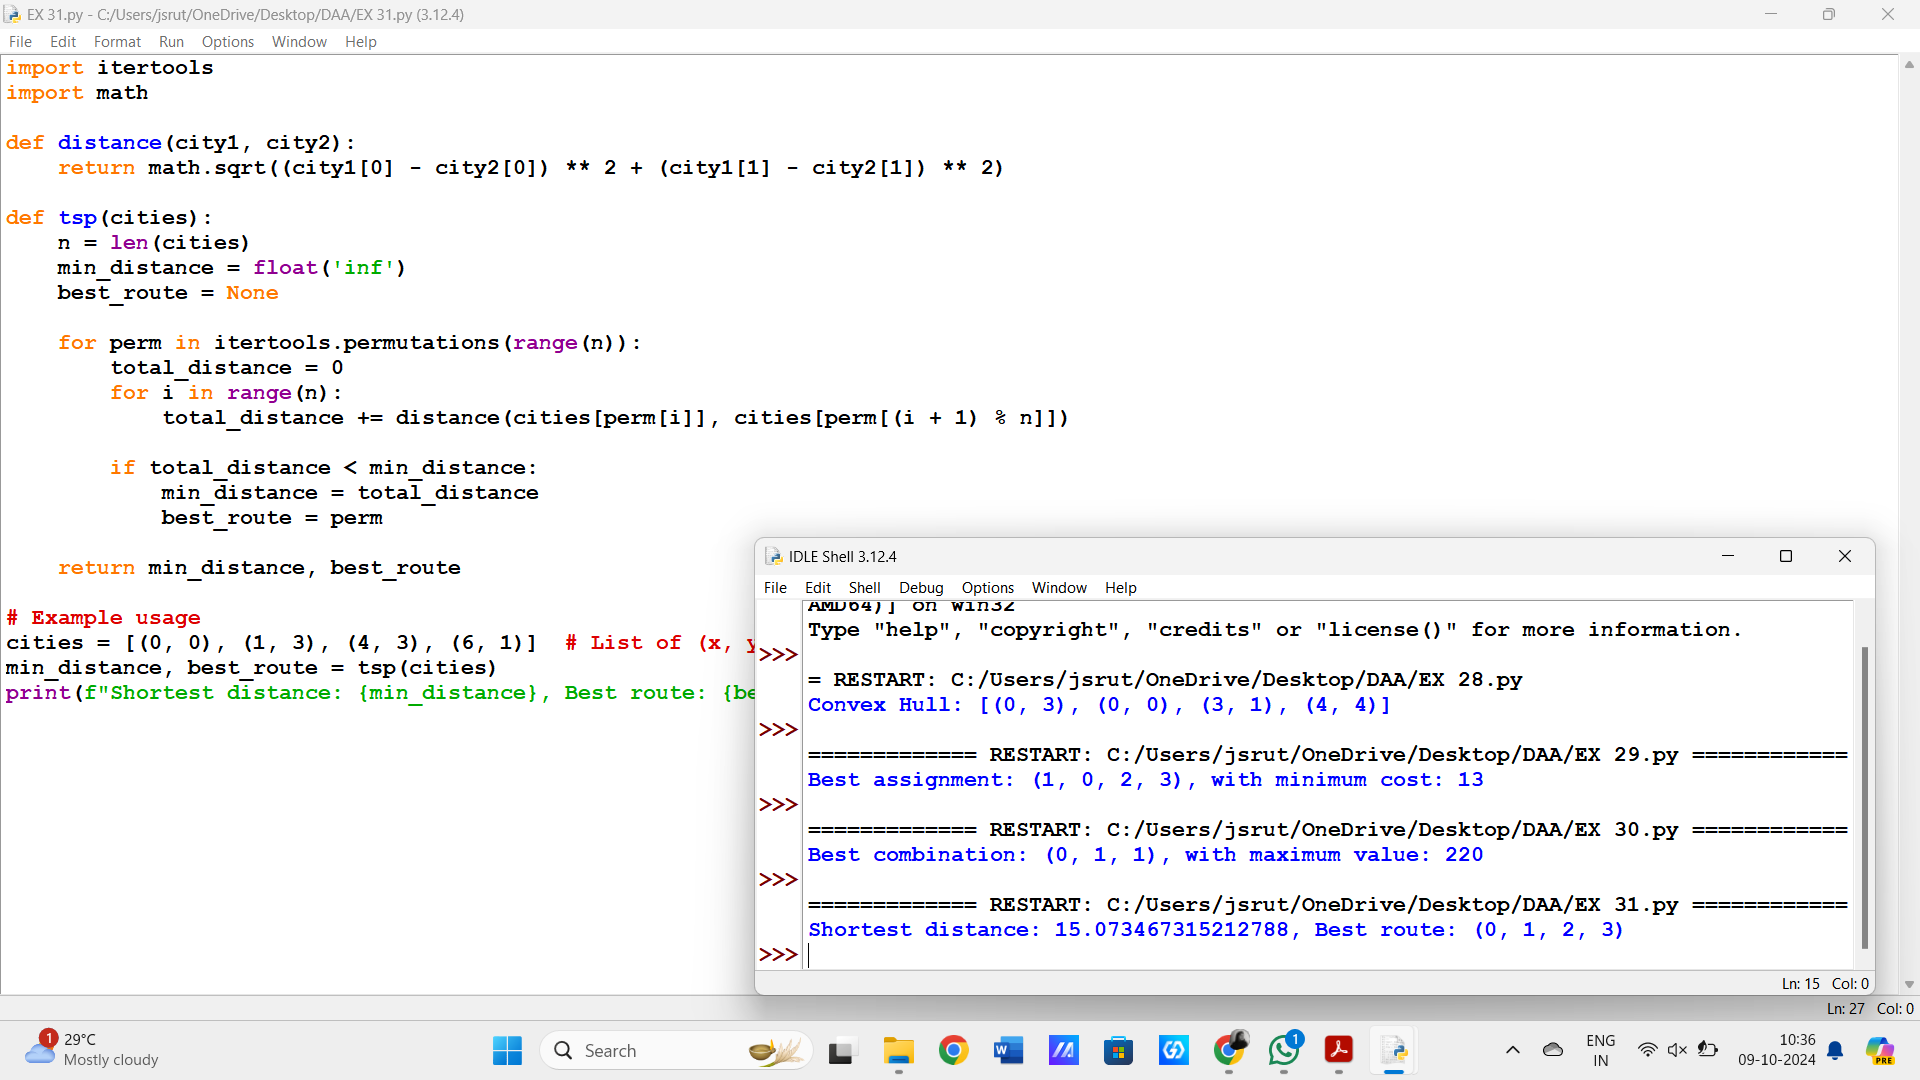 EX 31.py - C:/Users/jsrut/OneDrive/Desktop/DAA/EX 31.py (3.12.4)
File Edit Format Run Options Window Help
import itertools
import math
def distance(city1, city2):
    return math.sqrt((city1[0] - city2[0]) ** 2 + (city1[1] - city2[1]) ** 2)
def tsp(cities):
    n = len(cities)
    min_distance = float('inf')
    best_route = None
    for perm in itertools.permutations(range(n)):
        total_distance = 0
        for i in range(n):
            total_distance += distance(cities[perm[i]], cities[perm[(i + 1) % n]])
        if total_distance < min_distance:
            min_distance = total_distance
            best_route = perm
    return min_distance, best_route
# Example usage
cities = [(0, 0), (1, 3), (4, 3), (6, 1)]  # List of (x, y
min_distance, best_route = tsp(cities)
print(f"Shortest distance: {min_distance}, Best route: {be
IDLE Shell 3.12.4
File Edit Shell Debug Options Window Help
AMD64)] on win32
Type "help", "copyright", "credits" or "license()" for more information.
>>>
= RESTART: C:/Users/jsrut/OneDrive/Desktop/DAA/EX 28.py
Convex Hull: [(0, 3), (0, 0), (3, 1), (4, 4)]
>>>
============= RESTART: C:/Users/jsrut/OneDrive/Desktop/DAA/EX 29.py ============
Best assignment: (1, 0, 2, 3), with minimum cost: 13
>>>
============= RESTART: C:/Users/jsrut/OneDrive/Desktop/DAA/EX 30.py ============
Best combination: (0, 1, 1), with maximum value: 220
>>>
============= RESTART: C:/Users/jsrut/OneDrive/Desktop/DAA/EX 31.py ============
Shortest distance: 15.073467315212788, Best route: (0, 1, 2, 3)
>>>
Ln: 15 Col: 0
Ln: 27 Col: 0
1
29°C
Mostly cloudy
Search
W
1
PRE
ENG
IN
10:36
09-10-2024